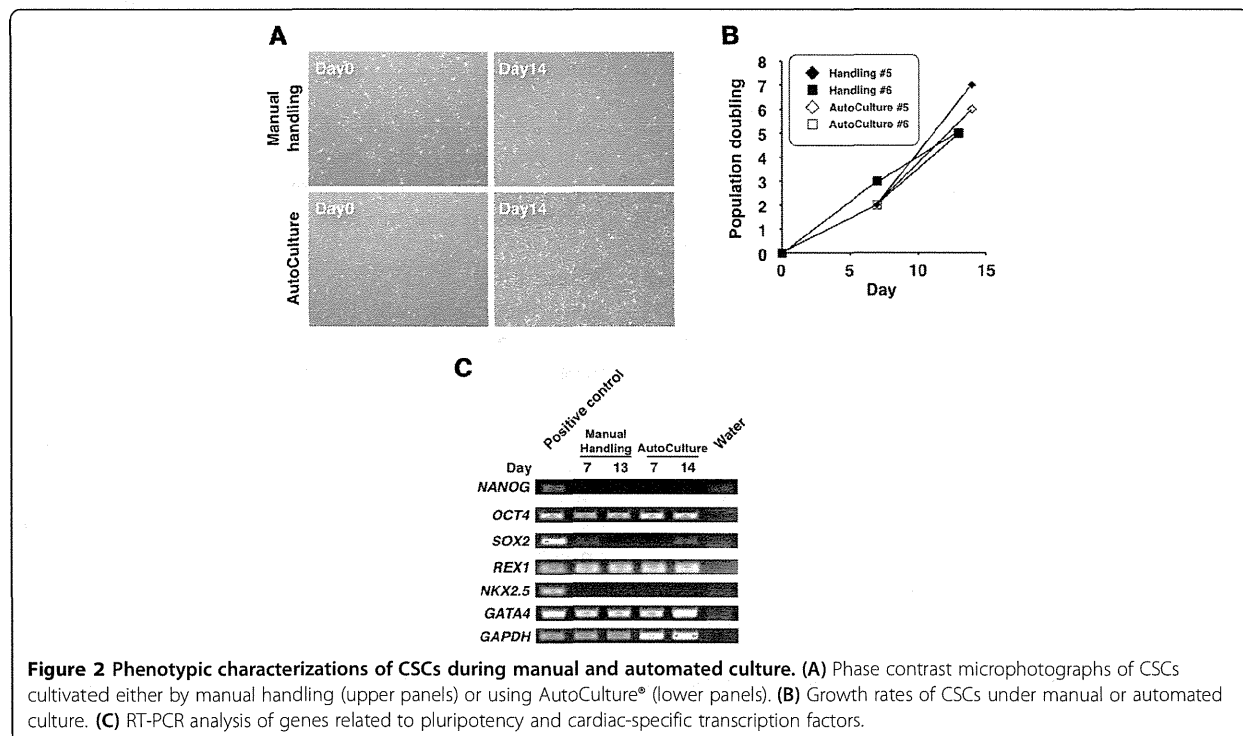 A
B
Manual handling
Day0
Day14
AutoCulture
Day0
Day14
Population doubling
8
7
6
5
4
3
2
1
0
Handling #5
Handling #6
AutoCulture #5
AutoCulture #6
0 5 10 15
Day
C
Positive control
Manual Handling
AutoCulture
Water
Day 7 13 7 14
NANOG
OCT4
SOX2
REX1
NKX2.5
GATA4
GAPDH
Figure 2 Phenotypic characterizations of CSCs during manual and automated culture. (A) Phase contrast microphotographs of CSCs
cultivated either by manual handling (upper panels) or using AutoCulture® (lower panels). (B) Growth rates of CSCs under manual or automated
culture. (C) RT-PCR analysis of genes related to pluripotency and cardiac-specific transcription factors.